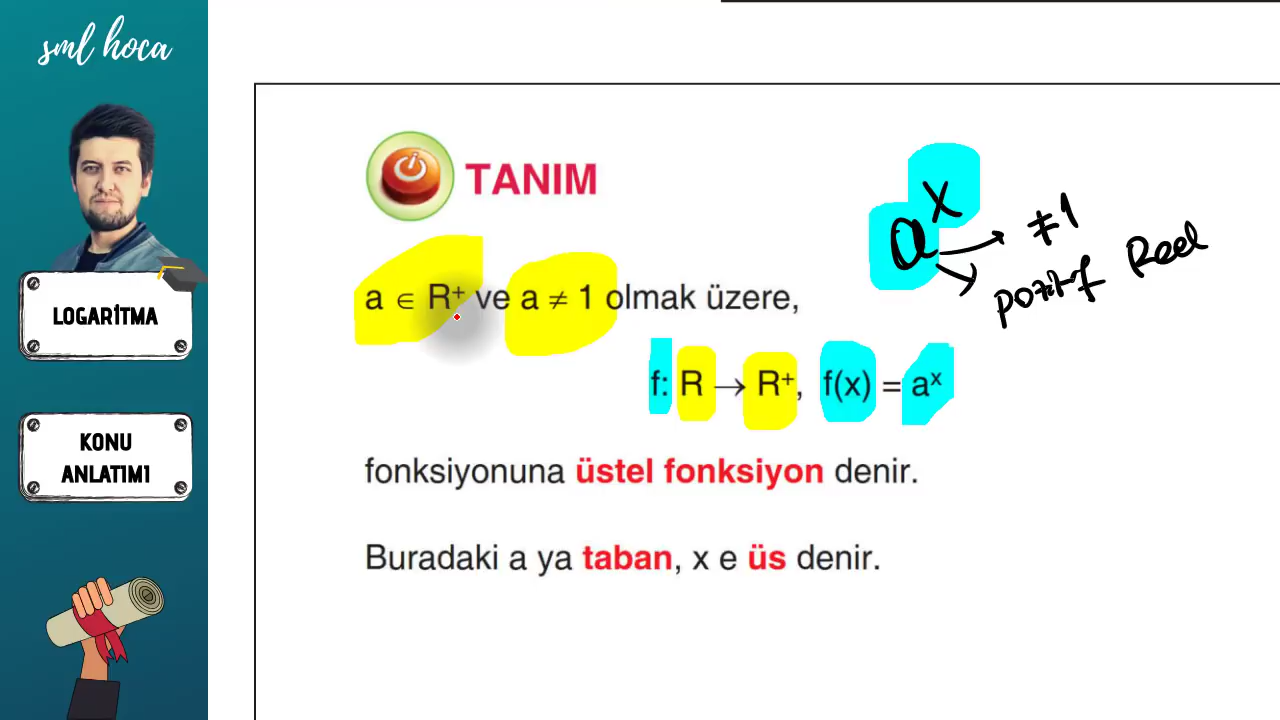 sml hoca
LOGARİTMA
KONU
ANLATIMI
TANIM
a ∈ R⁺ ve a ≠ 1 olmak üzere,
f: R → R⁺, f(x) = aˣ
fonksiyonuna üstel fonksiyon denir.
Buradaki a ya taban, x e üs denir.
aˣ
≠1
pozitif Reel